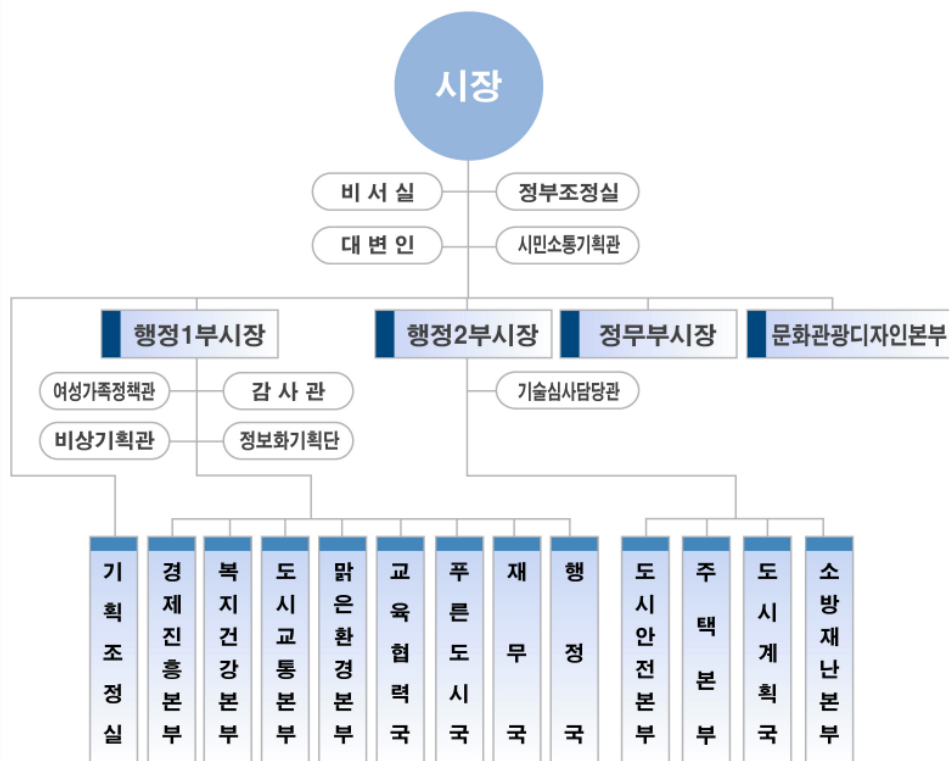 시장
비 서 실
정부조정실
대 변 인
시민소통기획관
행정1부시장
행정2부시장
정무부시장
문화관광디자인본부
여성가족정책관
감 사 관
기술심사담당관
비상기획관
정보화기획단
기획조정실
경제진흥본부
복지건강본부
도시교통본부
맑은환경본부
교육협력국
푸른도시국
재무국
행정국
도시안전본부
주택본부
도시계획국
소방재난본부